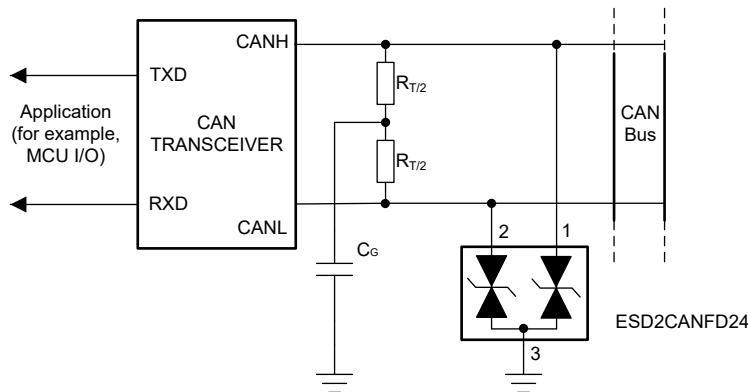 CANH
TXD
R_T/2
Application
(for example,
MCU I/O)
CAN
TRANSCEIVER
CAN
Bus
R_T/2
RXD
CANL
2
1
C_G
ESD2CANFD24
3